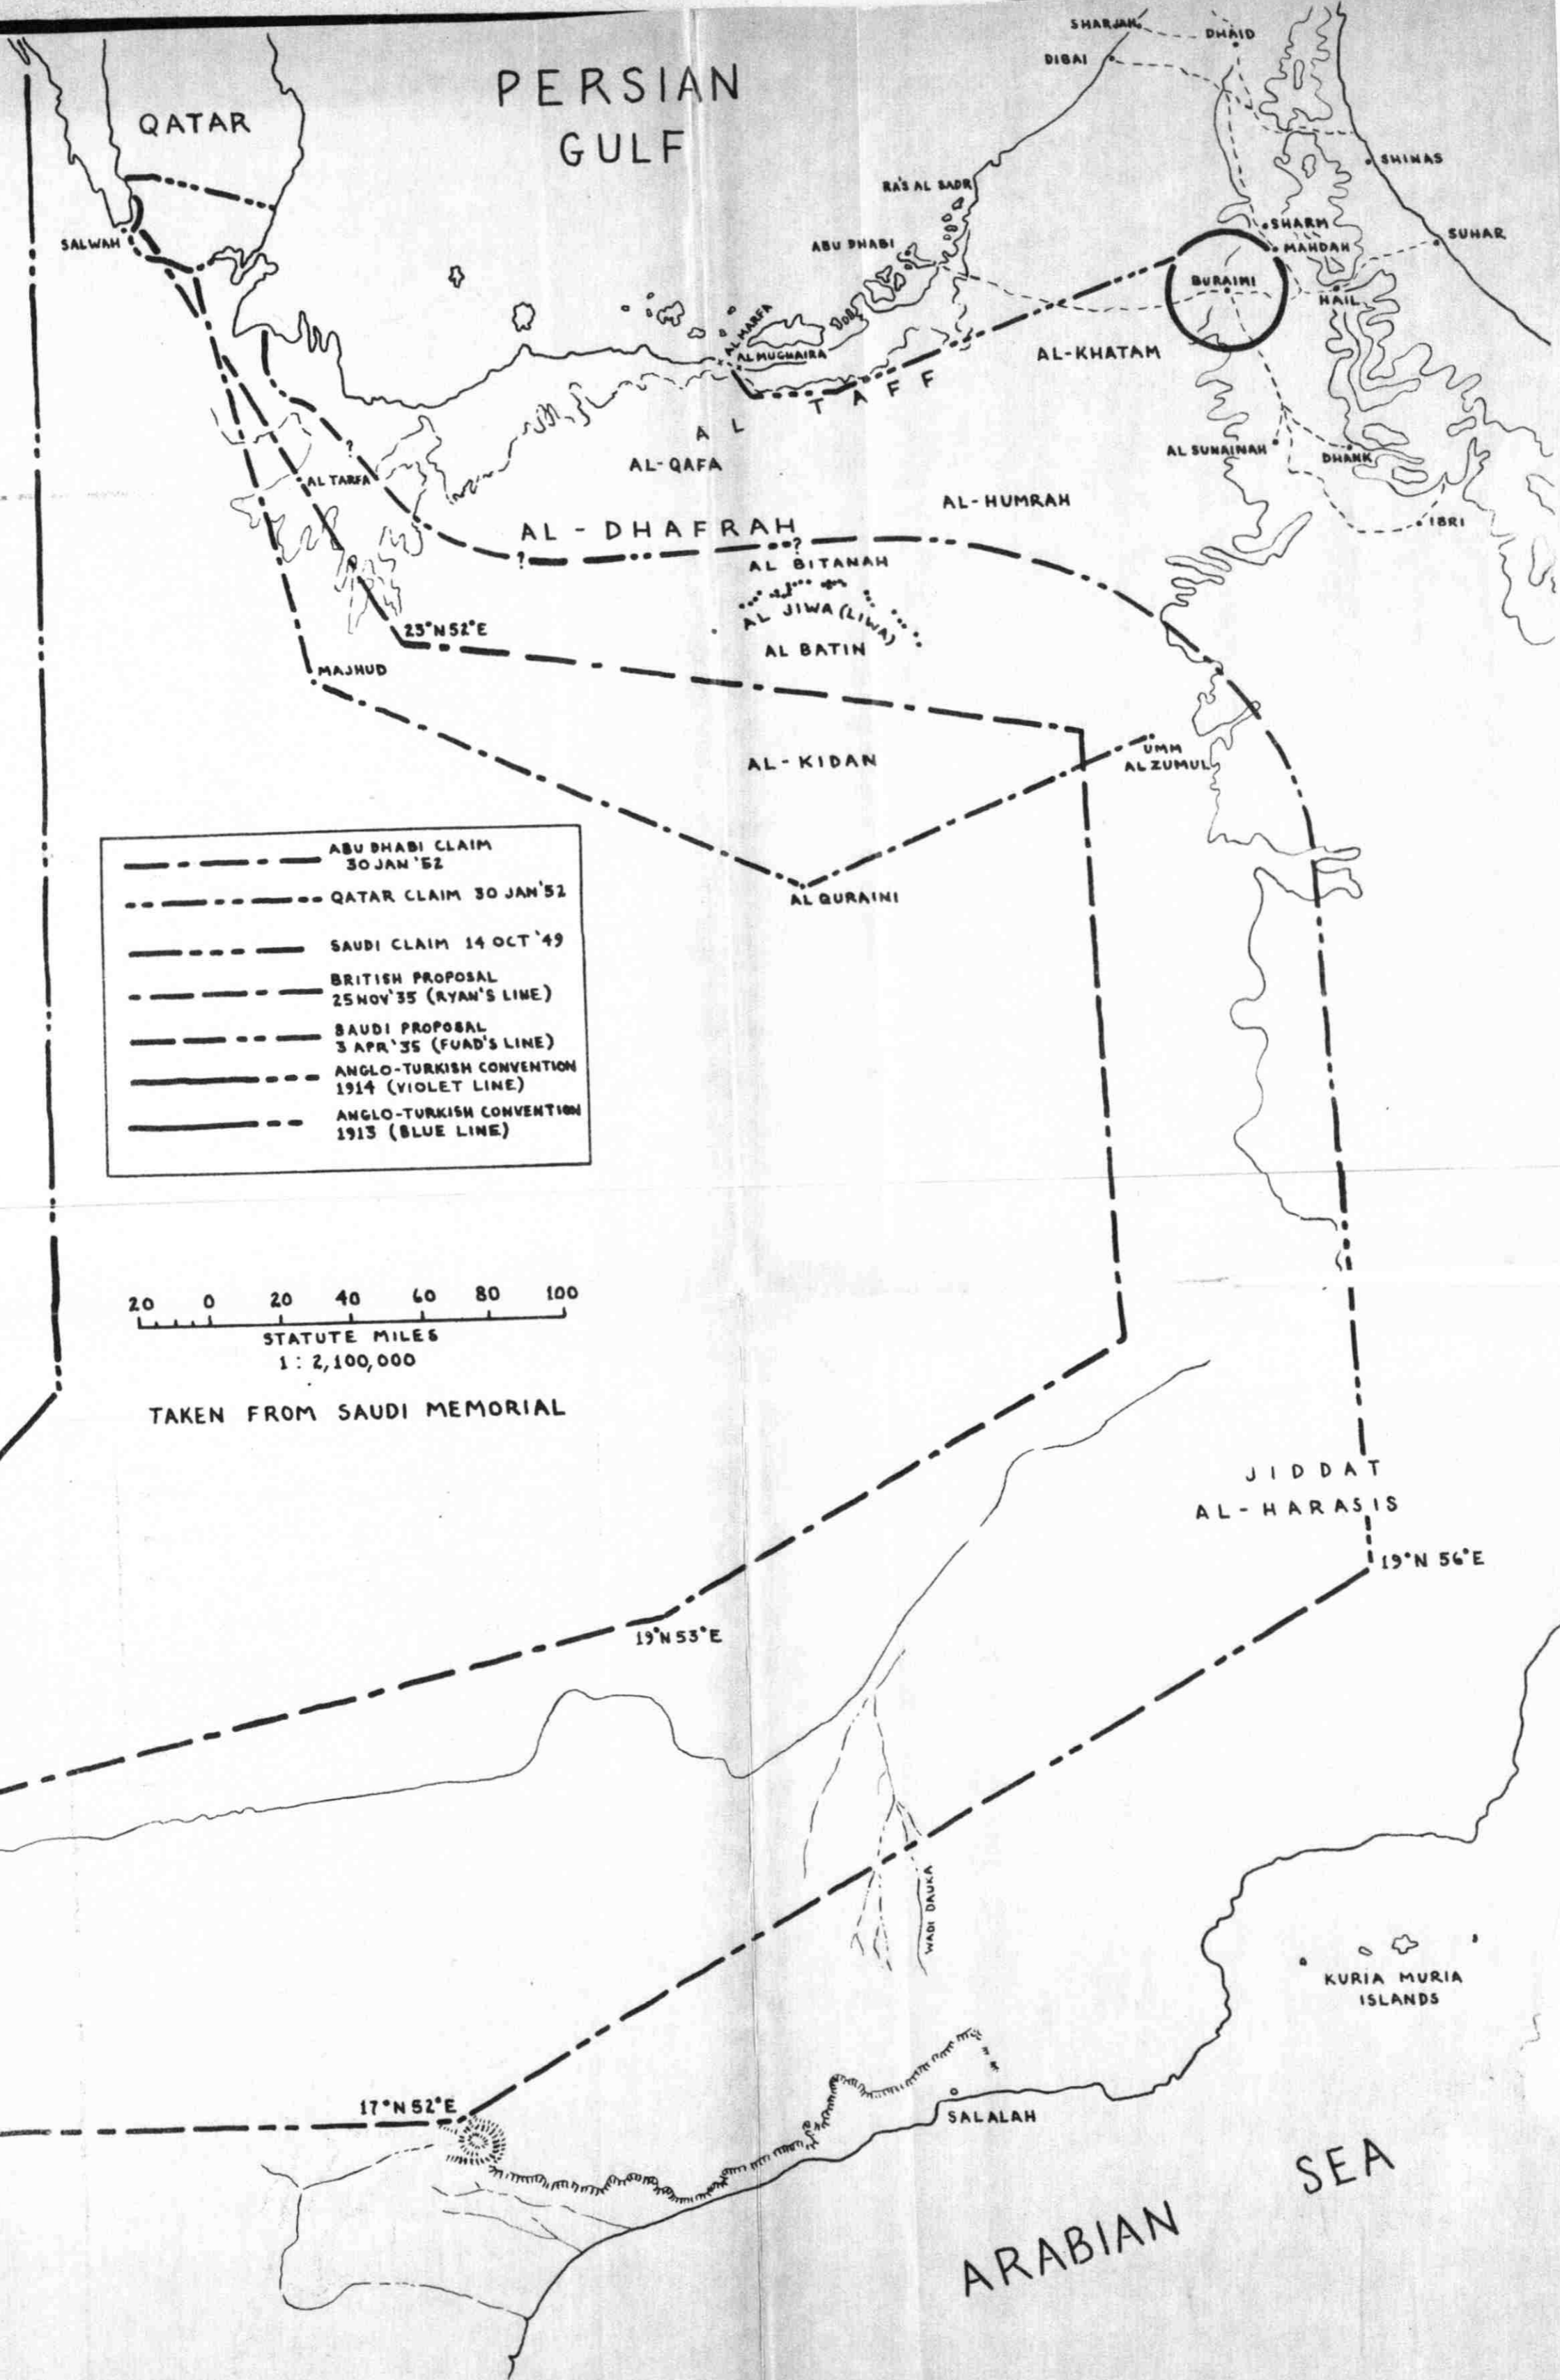 SHARJAH
DHAID
DIBAI
PERSIAN
GULF
QATAR
SHINAS
RA'S AL SADR
SHARM
SUHAR
SALWAH
ABU DHABI
MAHDAH
BURAIMI
HAIL
AL MARFA
AL MUGHAIRA
AL-KHATAM
AL TAFF
AL SUNAINAH
DHANK
AL-QAFA
AL TARFA
AL-HUMRAH
IBRI
?
AL-DHAFRAH
?
?
AL BITANAH
AL JIWA (LIWA)
23°N 52°E
AL BATIN
MAJHUD
UMM
AL ZUMUL
AL-KIDAN
AL QURAINI
ABU DHABI CLAIM
30 JAN '52
QATAR CLAIM 30 JAN '52
SAUDI CLAIM 14 OCT '49
BRITISH PROPOSAL
25 NOV '35 (RYAN'S LINE)
SAUDI PROPOSAL
3 APR '35 (FUAD'S LINE)
ANGLO-TURKISH CONVENTION
1914 (VIOLET LINE)
ANGLO-TURKISH CONVENTION
1913 (BLUE LINE)
20 0 20 40 60 80 100
STATUTE MILES
1 : 2,100,000
TAKEN FROM SAUDI MEMORIAL
JIDDAT
AL-HARASIS
19°N 56°E
19°N 53°E
WADI DAUKA
KURIA MURIA
ISLANDS
17°N 52°E
SALALAH
ARABIAN SEA